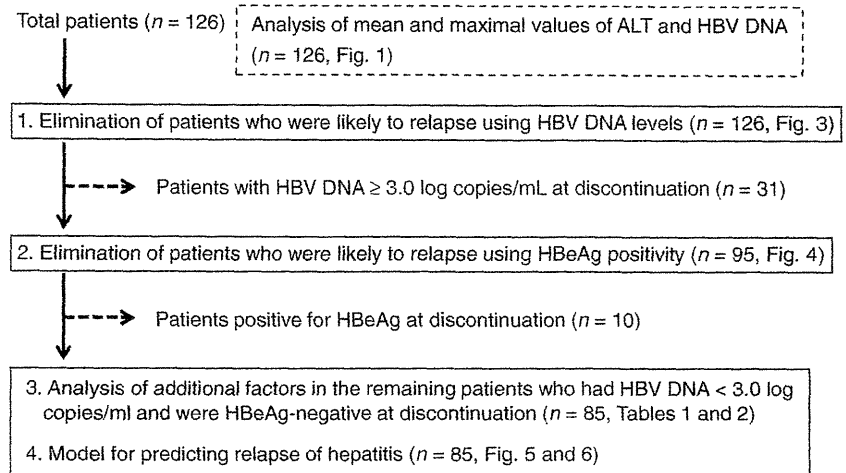 Total patients (n = 126)
Analysis of mean and maximal values of ALT and HBV DNA
(n = 126, Fig. 1)
1. Elimination of patients who were likely to relapse using HBV DNA levels (n = 126, Fig. 3)
Patients with HBV DNA ≥ 3.0 log copies/mL at discontinuation (n = 31)
2. Elimination of patients who were likely to relapse using HBeAg positivity (n = 95, Fig. 4)
Patients positive for HBeAg at discontinuation (n = 10)
3. Analysis of additional factors in the remaining patients who had HBV DNA < 3.0 log
copies/ml and were HBeAg-negative at discontinuation (n = 85, Tables 1 and 2)
4. Model for predicting relapse of hepatitis (n = 85, Fig. 5 and 6)